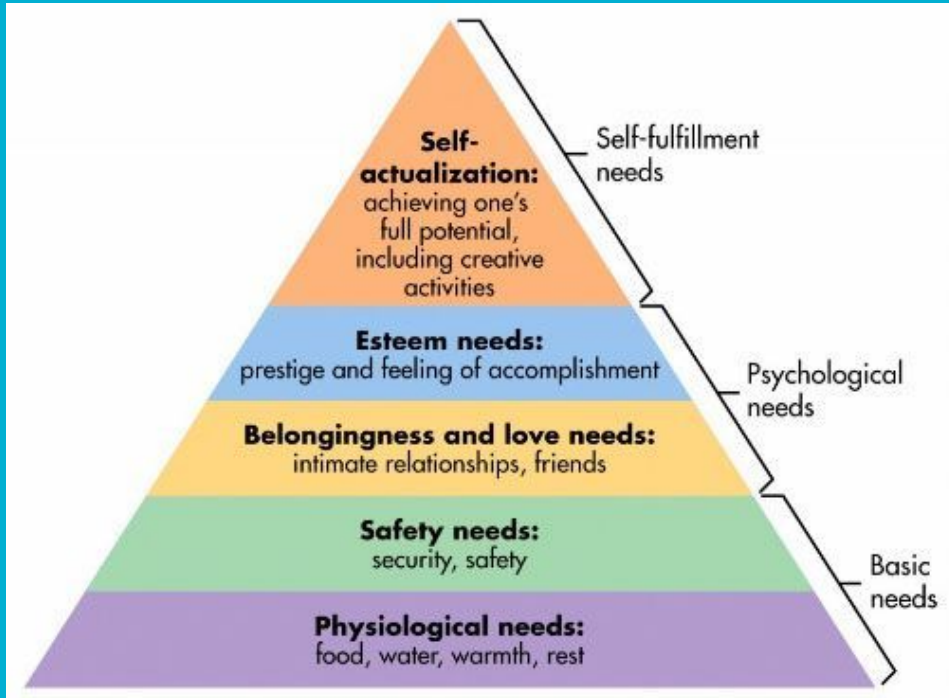 Self-
actualization:
achieving one's
full potential,
including creative
activities
Self-fulfillment
needs
Esteem needs:
prestige and feeling of accomplishment
Psychological
needs
Belongingness and love needs:
intimate relationships, friends
Safety needs:
security, safety
Basic
needs
Physiological needs:
food, water, warmth, rest